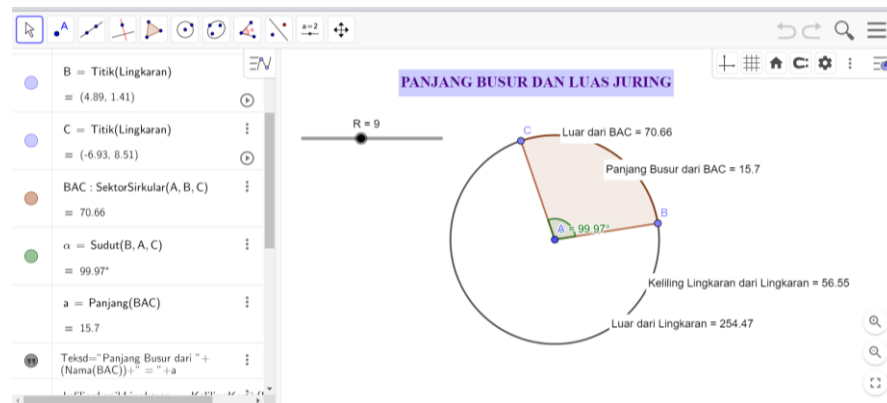 A
a=2
B = Titik(Lingkaran)
= (4.89, 1.41)
C = Titik(Lingkaran)
= (-6.93, 8.51)
BAC : SektorSirkular(A, B, C)
= 70.66
α = Sudut(B, A, C)
= 99.97°
a = Panjang(BAC)
= 15.7
Teksd="Panjang Busur dari "+
(Nama(BAC))+" = "+a
PANJANG BUSUR DAN LUAS JURING
R = 9
C
Luar dari BAC = 70.66
Panjang Busur dari BAC = 15.7
B
A
= 99.97°
Keliling Lingkaran dari Lingkaran = 56.55
Luar dari Lingkaran = 254.47